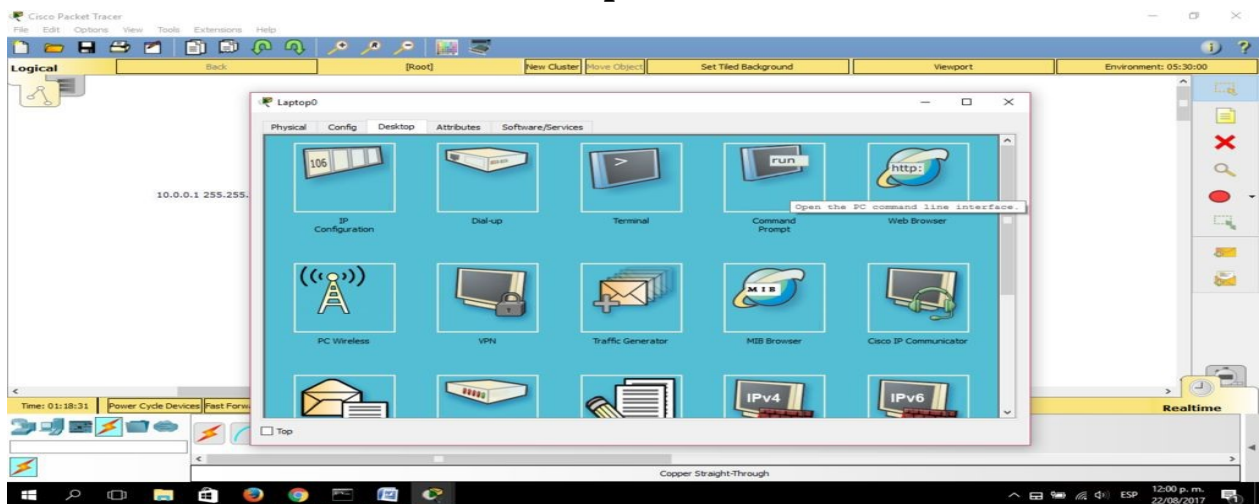 Cisco Packet Tracer
File Edit Options View Tools Extensions Help
Logical Back [Root] New Cluster Move Object Set Tiled Background Viewport Environment: 05:30:00
Laptop0
Physical Config Desktop Attributes Software/Services
106 > run http:
10.0.0.1 255.255.
Open the PC command line interface.
IP Configuration Dial-up Terminal Command Prompt Web Browser
MIB
PC Wireless VPN Traffic Generator MIB Browser Cisco IP Communicator
IPv4 IPv6
Time: 01:18:31 Power Cycle Devices Fast Forw
Realtime
Top
Copper Straight-Through
ESP 12:00 p. m.
22/08/2017